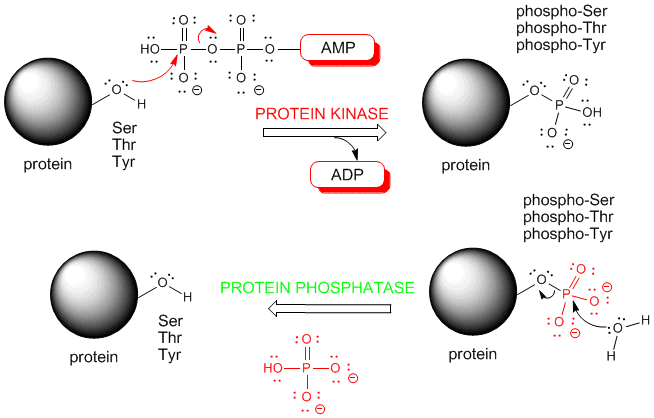 phospho-Ser
phospho-Thr
phospho-Tyr
O O
HO P O P O AMP
O O
O H
Ser
Thr
Tyr
protein
PROTEIN KINASE
ADP
O O
P OH
O
protein
phospho-Ser
phospho-Thr
phospho-Tyr
O O
P O
O
O H
H
protein
PROTEIN PHOSPHATASE
O
HO P O
O
O H
Ser
Thr
Tyr
protein